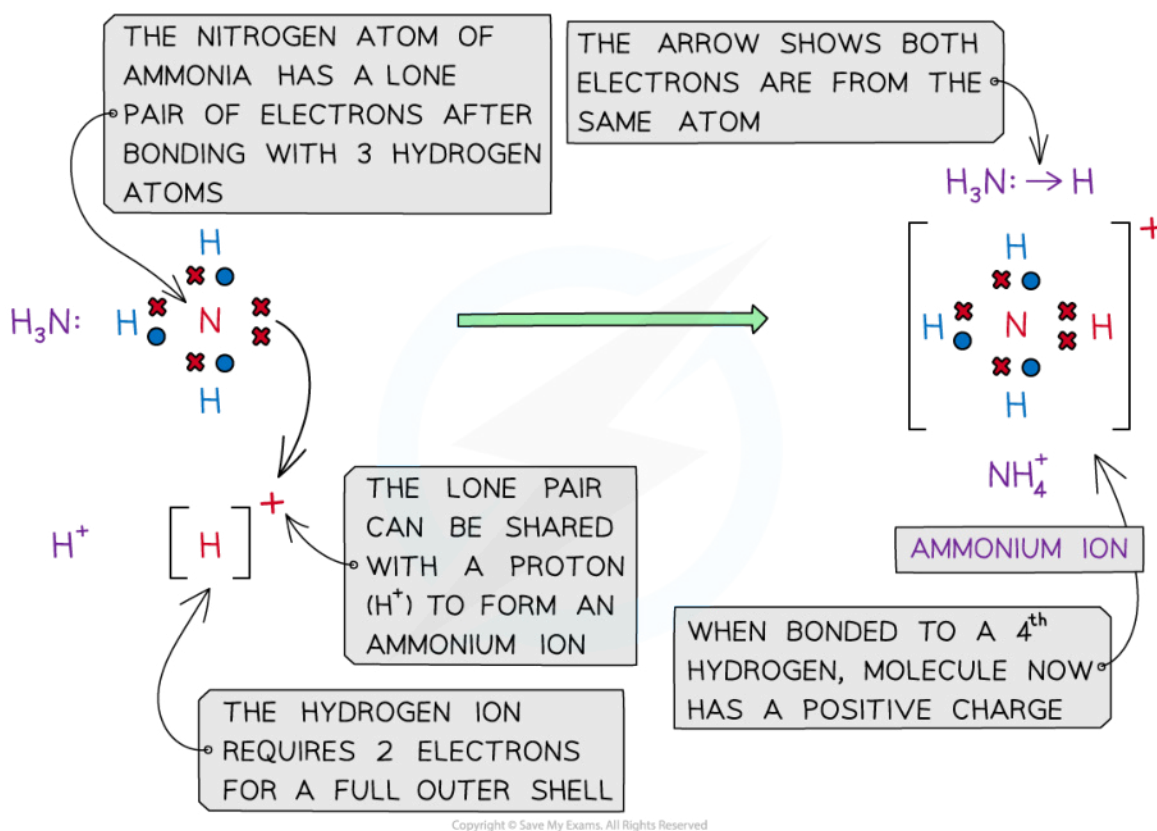 THE NITROGEN ATOM OF
AMMONIA HAS A LONE
PAIR OF ELECTRONS AFTER
BONDING WITH 3 HYDROGEN
ATOMS
THE ARROW SHOWS BOTH
ELECTRONS ARE FROM THE
SAME ATOM
H₃N: → H
H
H₃N:
H
N
H
+
H
H
N
H
H
NH₄⁺
H⁺
H
+
THE LONE PAIR
CAN BE SHARED
WITH A PROTON
(H⁺) TO FORM AN
AMMONIUM ION
AMMONIUM ION
THE HYDROGEN ION
REQUIRES 2 ELECTRONS
FOR A FULL OUTER SHELL
WHEN BONDED TO A 4ᵗʰ
HYDROGEN, MOLECULE NOW
HAS A POSITIVE CHARGE
Copyright © Save My Exams. All Rights Reserved